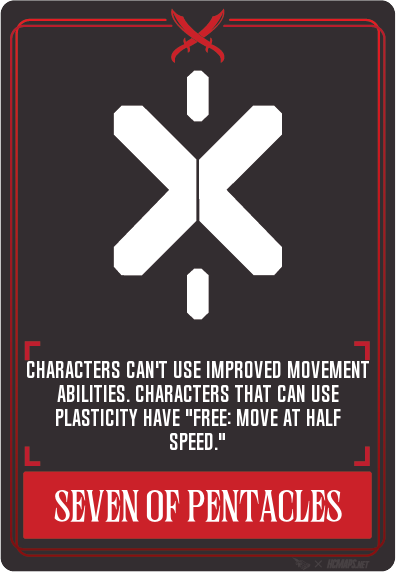 CHARACTERS CAN'T USE IMPROVED MOVEMENT
ABILITIES. CHARACTERS THAT CAN USE
PLASTICITY HAVE "FREE: MOVE AT HALF
SPEED."
SEVEN OF PENTACLES
HCMAPS.NET